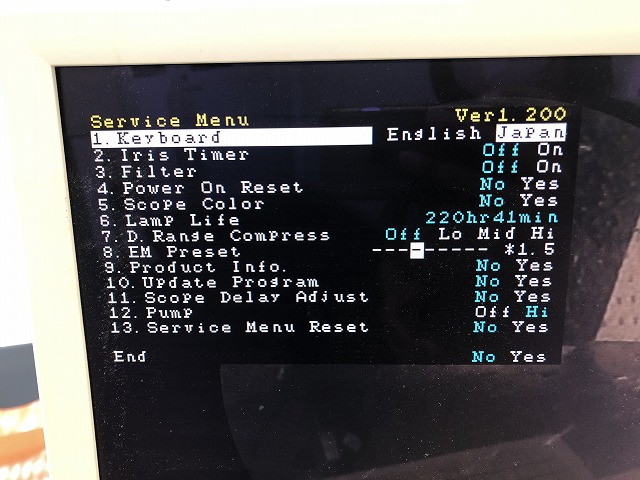 Service Menu Ver1.200
1. Keyboard English Japan
2. Iris Timer Off On
3. Filter Off On
4. Power On Reset No Yes
5. Scope Color No Yes
6. Lamp Life 220hr41min
7. D. Range Compress Off Lo Mid Hi
8. EM Preset ---------- *1.5
9. Product Info. No Yes
10. Update Program No Yes
11. Scope Delay Adjust No Yes
12. Pump Off Hi
13. Service Menu Reset No Yes
End No Yes